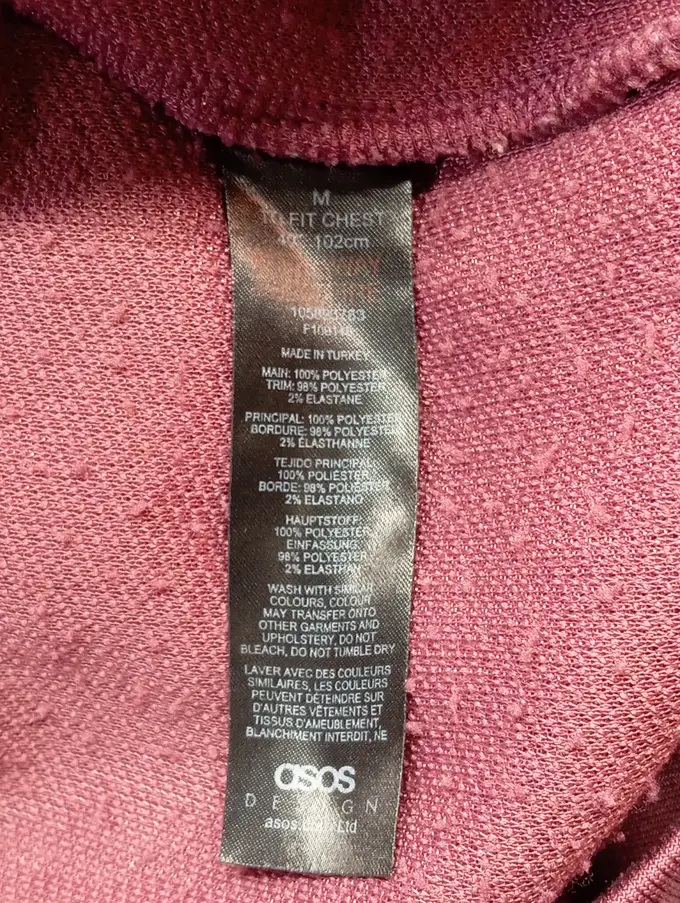 M
TO FIT CHEST
102cm
MADE IN TURKEY
MAIN: 100% POLYESTER
TRIM: 98% POLYESTER
2% ELASTANE
PRINCIPAL: 100% POLYESTER
BORDURE: 98% POLYESTER
2% ÉLASTHANNE
TEJIDO PRINCIPAL:
100% POLIÉSTER
BORDE: 98% POLIÉSTER
2% ELASTANO
HAUPTSTOFF:
100% POLYESTER
EINFASSUNG:
98% POLYESTER
2% ELASTHAN
WASH WITH SIMILAR
COLOURS, COLOUR
MAY TRANSFER ONTO
OTHER GARMENTS AND
UPHOLSTERY, DO NOT
BLEACH, DO NOT TUMBLE DRY
LAVER AVEC DES COULEURS
SIMILAIRES, LES COULEURS
PEUVENT DÉTEINDRE SUR
D'AUTRES VÊTEMENTS ET
TISSUS D'AMEUBLEMENT,
BLANCHIMENT INTERDIT, NE
asos
DESIGN
asos.com Ltd